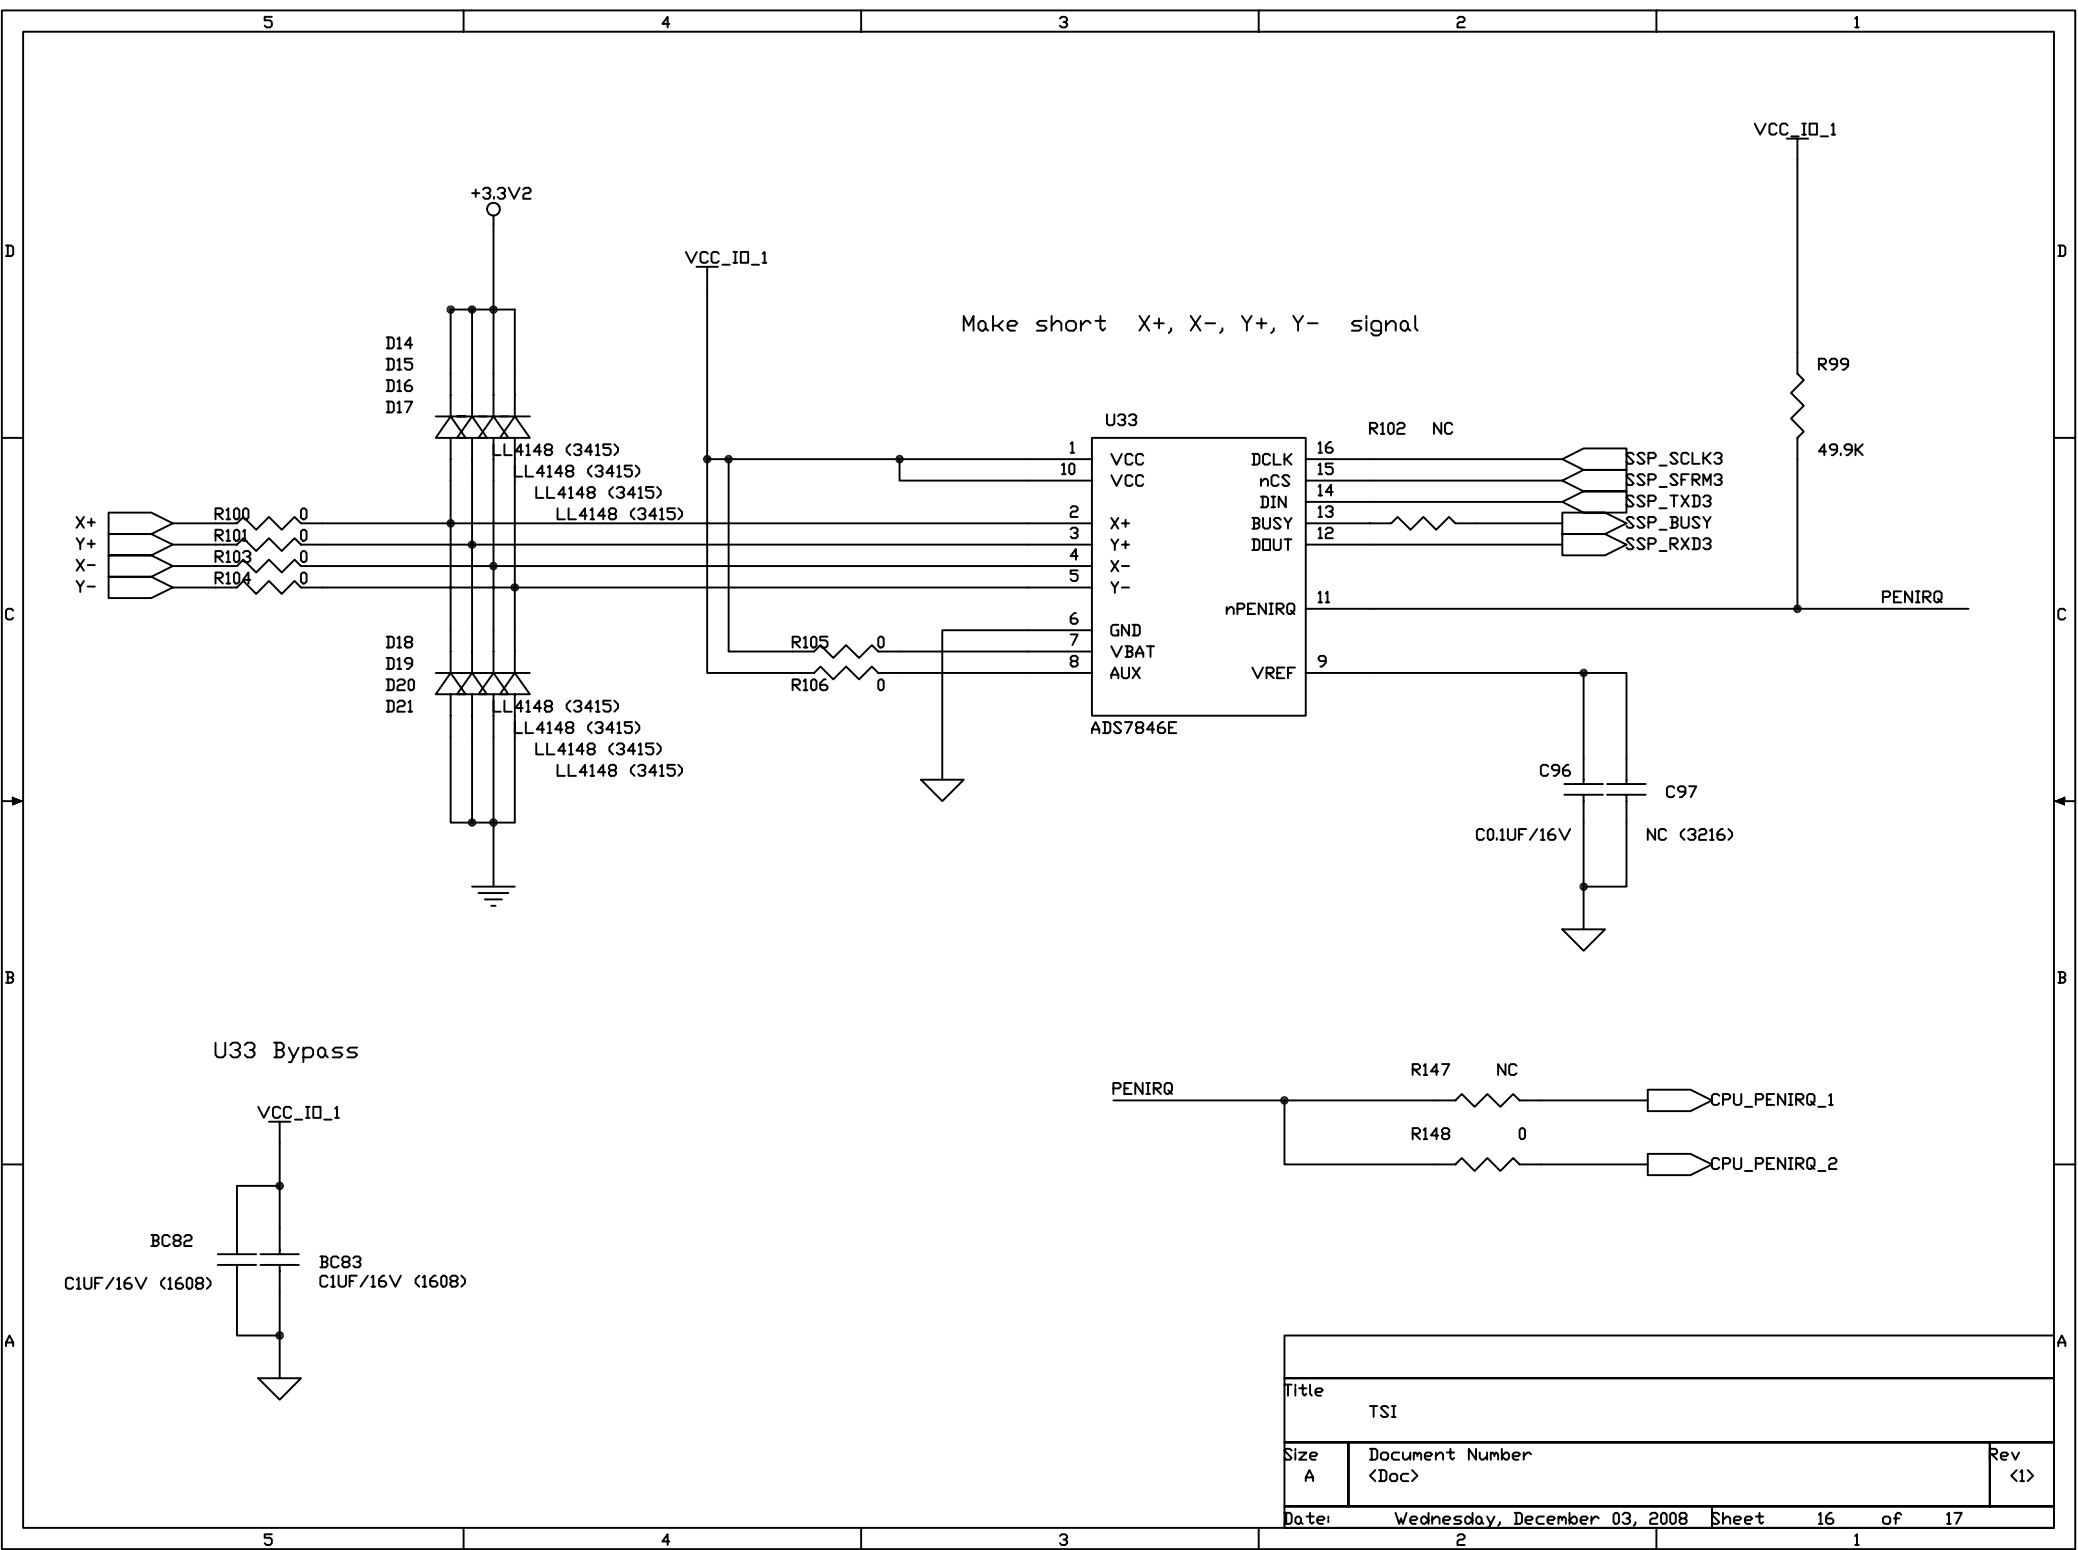 5 4 3 2 1
VCC_IO_1
+3.3V2
D D
VCC_IO_1
Make short X+, X-, Y+, Y- signal
D14
D15
D16
D17
R99
49.9K
LL4148 (3415)
LL4148 (3415)
LL4148 (3415)
LL4148 (3415)
U33
R102 NC
1 VCC DCLK 16 SSP_SCLK3
10 VCC nCS 15 SSP_SFRM3
DIN 14 SSP_TXD3
X+ R100 0 2 X+ BUSY 13 SSP_BUSY
Y+ R101 0 3 Y+ DOUT 12 SSP_RXD3
X- R103 0 4 X-
Y- R104 0 5 Y-
nPENIRQ 11 PENIRQ
C C
6 GND
R105 0 7 VBAT
R106 0 8 AUX VREF 9
ADS7846E
D18
D19
D20
D21
LL4148 (3415)
LL4148 (3415)
LL4148 (3415)
LL4148 (3415)
C96
C0.1UF/16V
C97
NC (3216)
B B
U33 Bypass
VCC_IO_1
BC82
C1UF/16V (1608)
BC83
C1UF/16V (1608)
PENIRQ
R147 NC
CPU_PENIRQ_1
R148 0
CPU_PENIRQ_2
A A
Title
TSI
Size
A
Document Number
<Doc>
Rev
<1>
Date: Wednesday, December 03, 2008 Sheet 16 of 17
5 4 3 2 1